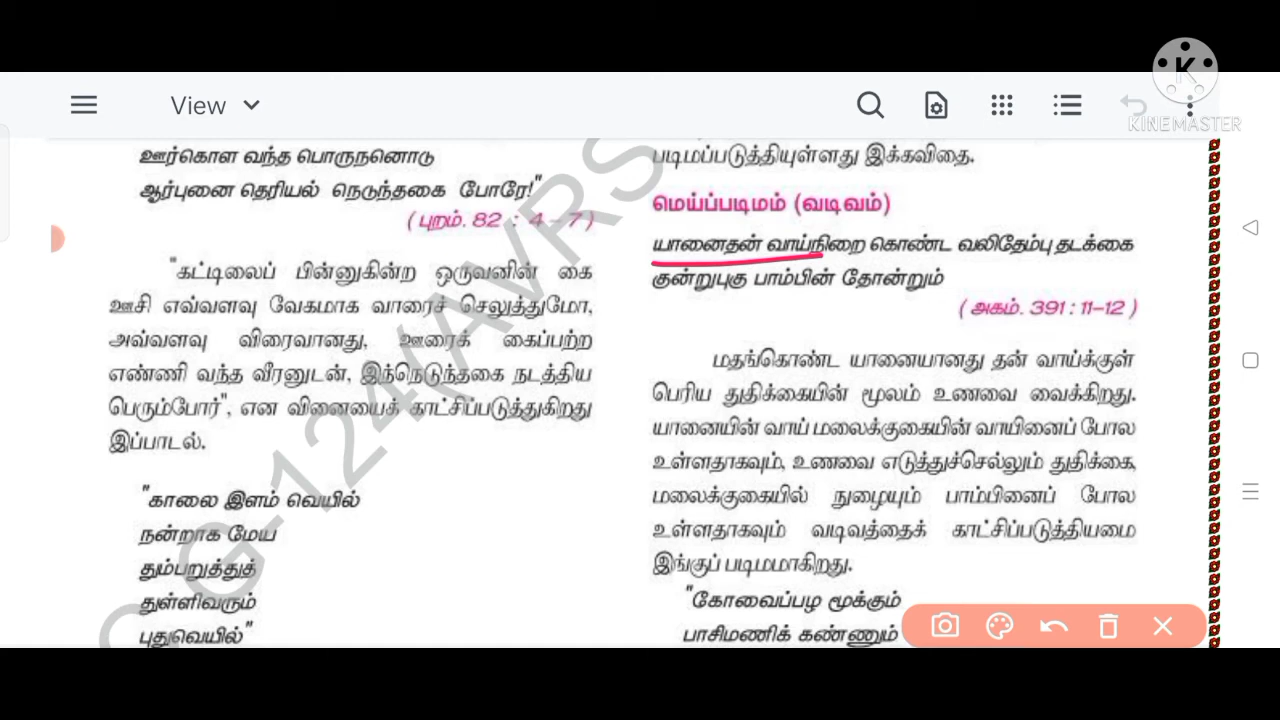 KINEMASTER
View
ஊர்கொள வந்த பொருநனொடு
ஆர்புனை தெரியல் நெடுந்தகை போரே!"
( புறம். 82 : 4 – 7 )
"கட்டிலைப் பின்னுகின்ற ஒருவனின் கை
ஊசி எவ்வளவு வேகமாக வாரைச் செலுத்துமோ,
அவ்வளவு விரைவானது, ஊரைக் கைப்பற்ற
எண்ணி வந்த வீரனுடன், இந்நெடுந்தகை நடத்திய
பெரும்போர்", என வினையைக் காட்சிப்படுத்துகிறது
இப்பாடல்.
"காலை இளம் வெயில்
நன்றாக மேய
தும்பறுத்துத்
துள்ளிவரும்
புதுவெயில்"
படிமப்படுத்தியுள்ளது இக்கவிதை.
மெய்ப்படிமம் (வடிவம்)
யானைதன் வாய்நிறை கொண்ட வலிதேம்பு தடக்கை
குன்றுபுகு பாம்பின் தோன்றும்
( அகம். 391 : 11–12 )
மதங்கொண்ட யானையானது தன் வாய்க்குள்
பெரிய துதிக்கையின் மூலம் உணவை வைக்கிறது.
யானையின் வாய் மலைக்குகையின் வாயினைப் போல
உள்ளதாகவும், உணவை எடுத்துச்செல்லும் துதிக்கை,
மலைக்குகையில் நுழையும் பாம்பினைப் போல
உள்ளதாகவும் வடிவத்தைக் காட்சிப்படுத்தியமை
இங்குப் படிமமாகிறது.
"கோவைப்பழ மூக்கும்
பாசிமணிக் கண்ணும்
G-124(AVRS